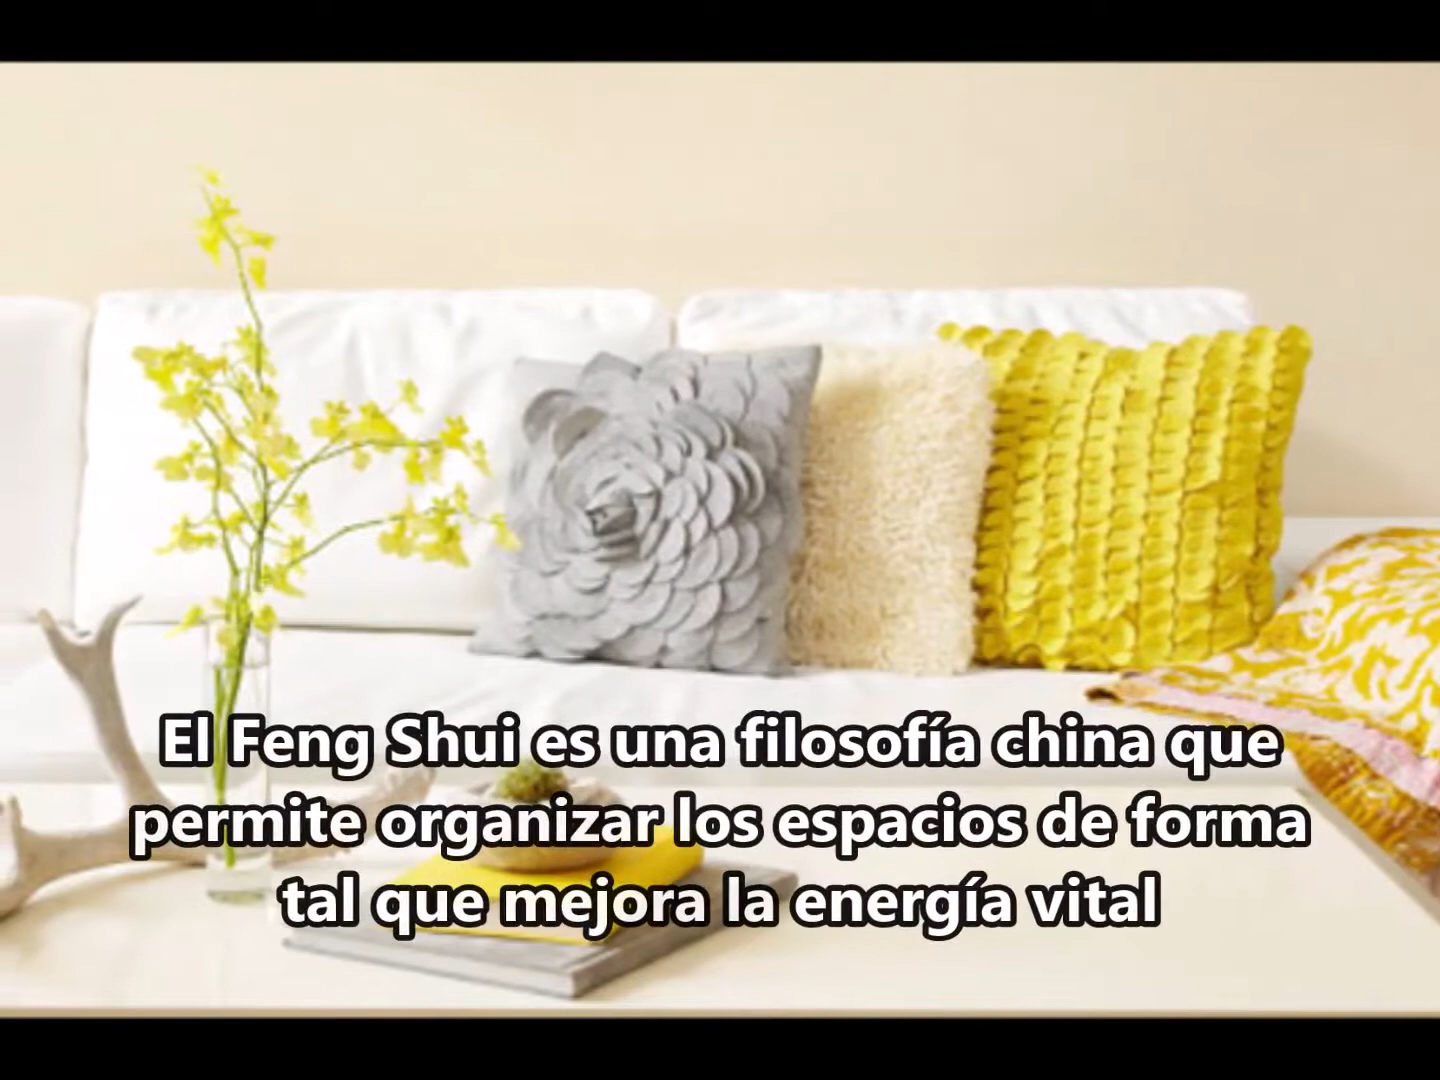 El Feng Shui es una filosofía china que
permite organizar los espacios de forma
tal que mejora la energía vital